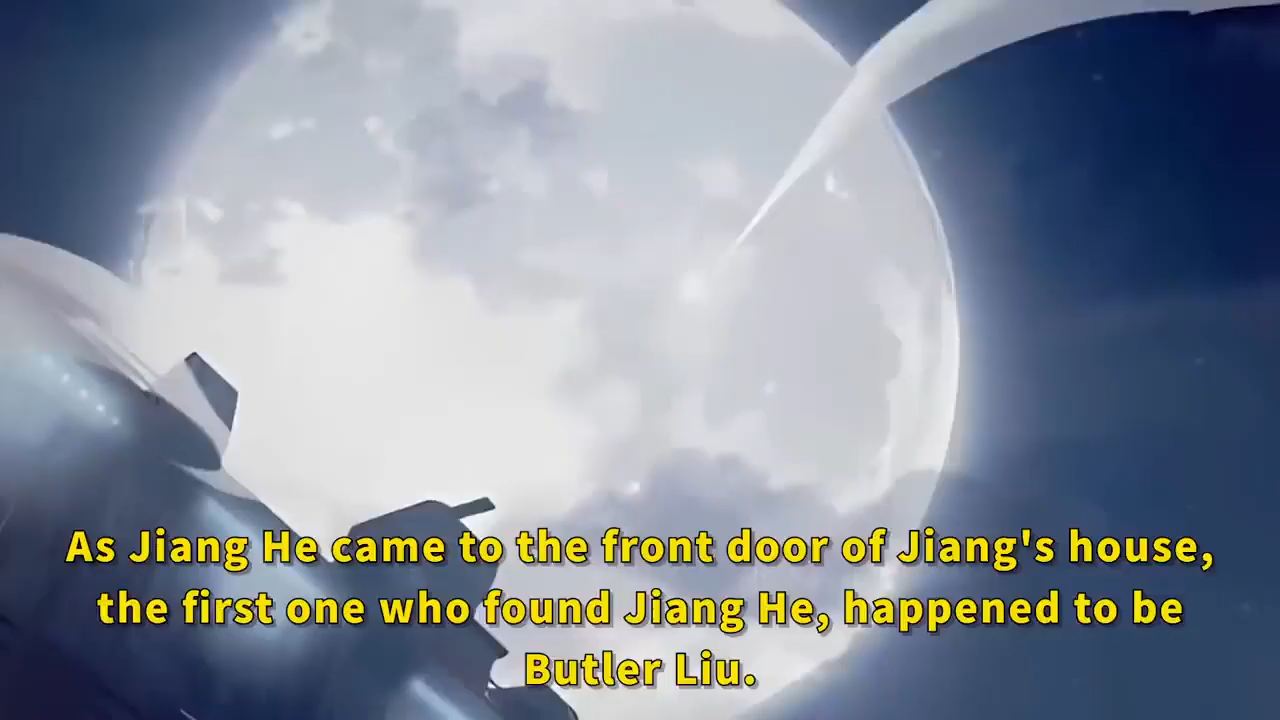 As Jiang He came to the front door of Jiang's house,
the first one who found Jiang He, happened to be
Butler Liu.